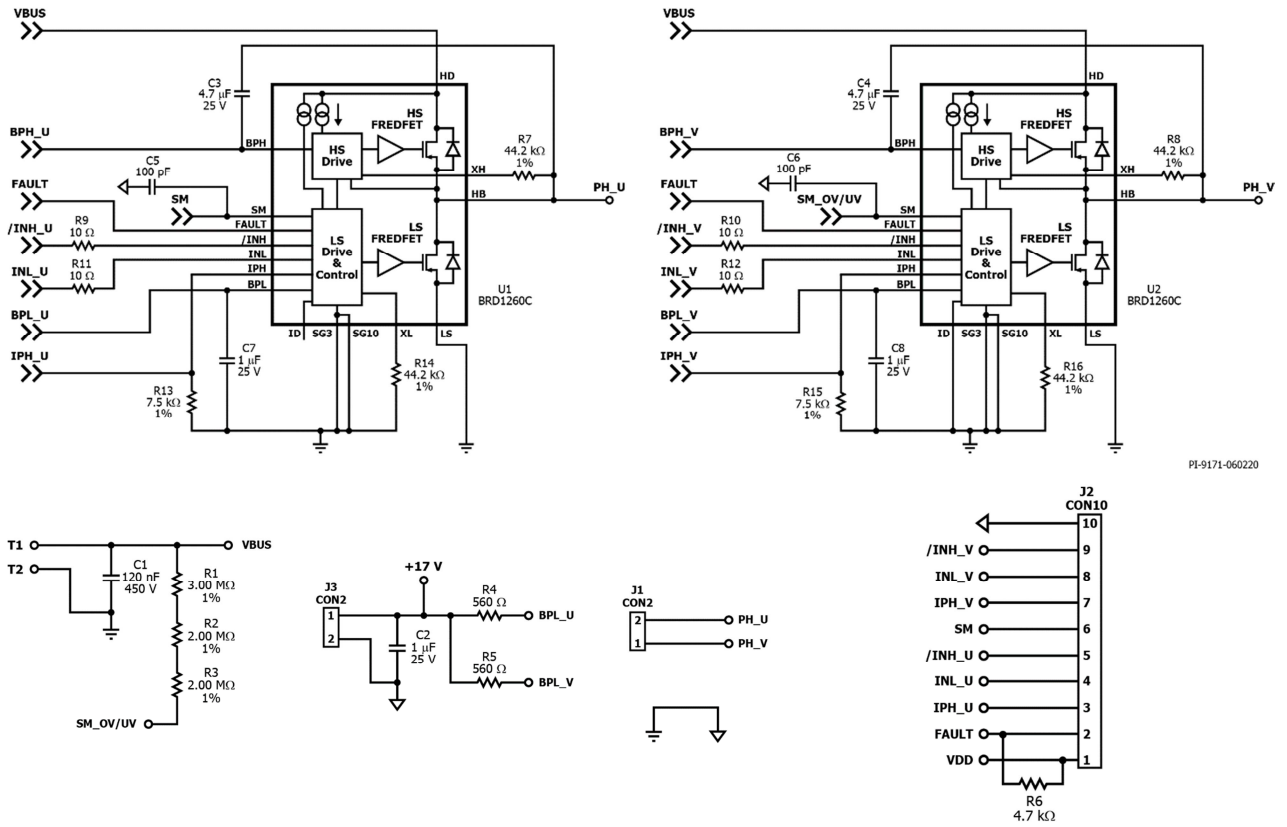 VBUS
HD
C3
4.7 μF
25 V
HS
FREDFET
BPH_U
BPH
HS
Drive
R7
44.2 kΩ
1%
C5
100 pF
XH
FAULT
HB
PH_U
SM
SM
FAULT
/INH_U
R9
10 Ω
/INH
LS
FREDFET
INL
LS
Drive
&
Control
R11
10 Ω
INL_U
IPH
BPL
U1
BRD1260C
BPL_U
ID
SG3
SG10
XL
LS
IPH_U
C7
1 μF
25 V
R14
44.2 kΩ
1%
R13
7.5 kΩ
1%
VBUS
HD
C4
4.7 μF
25 V
HS
FREDFET
BPH_V
BPH
HS
Drive
R8
44.2 kΩ
1%
C6
100 pF
XH
FAULT
HB
PH_V
SM_OV/UV
SM
FAULT
/INH_V
R10
10 Ω
/INH
LS
FREDFET
INL
LS
Drive
&
Control
R12
10 Ω
INL_V
IPH
BPL
U2
BRD1260C
BPL_V
ID
SG3
SG10
XL
LS
IPH_V
C8
1 μF
25 V
R16
44.2 kΩ
1%
R15
7.5 kΩ
1%
PI-9171-060220
T1
VBUS
T2
C1
120 nF
450 V
R1
3.00 MΩ
1%
R2
2.00 MΩ
1%
R3
2.00 MΩ
1%
SM_OV/UV
+17 V
J3
CON2
1
2
R4
560 Ω
BPL_U
C2
1 μF
25 V
R5
560 Ω
BPL_V
J1
CON2
2
PH_U
1
PH_V
J2
CON10
10
/INH_V
9
INL_V
8
IPH_V
7
SM
6
/INH_U
5
INL_U
4
IPH_U
3
FAULT
2
VDD
1
R6
4.7 kΩ